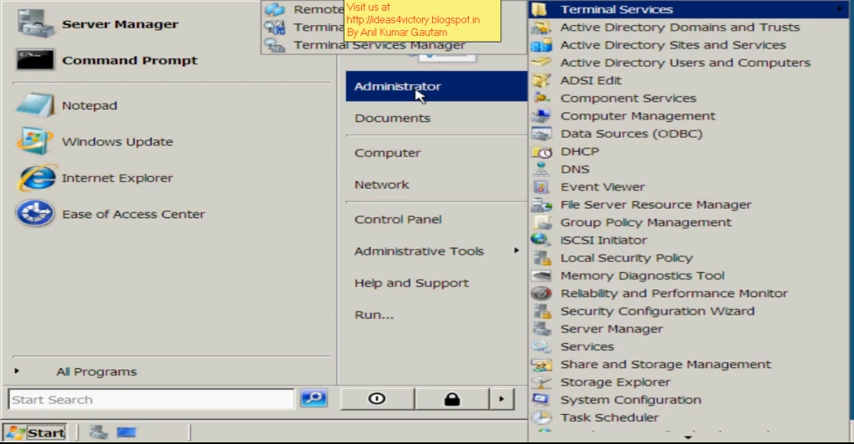 Server Manager
Command Prompt
Notepad
Windows Update
Internet Explorer
Ease of Access Center
All Programs
Start Search
Start
Remote
Termina
Terminal Services Manager
Visit us at
http://ideas4victory.blogspot.in
By Anil Kumar Gautam
Administrator
Documents
Computer
Network
Control Panel
Administrative Tools
Help and Support
Run...
Terminal Services
Active Directory Domains and Trusts
Active Directory Sites and Services
Active Directory Users and Computers
ADSI Edit
Component Services
Computer Management
Data Sources (ODBC)
DHCP
DNS
Event Viewer
File Server Resource Manager
Group Policy Management
iSCSI Initiator
Local Security Policy
Memory Diagnostics Tool
Reliability and Performance Monitor
Security Configuration Wizard
Server Manager
Services
Share and Storage Management
Storage Explorer
System Configuration
Task Scheduler